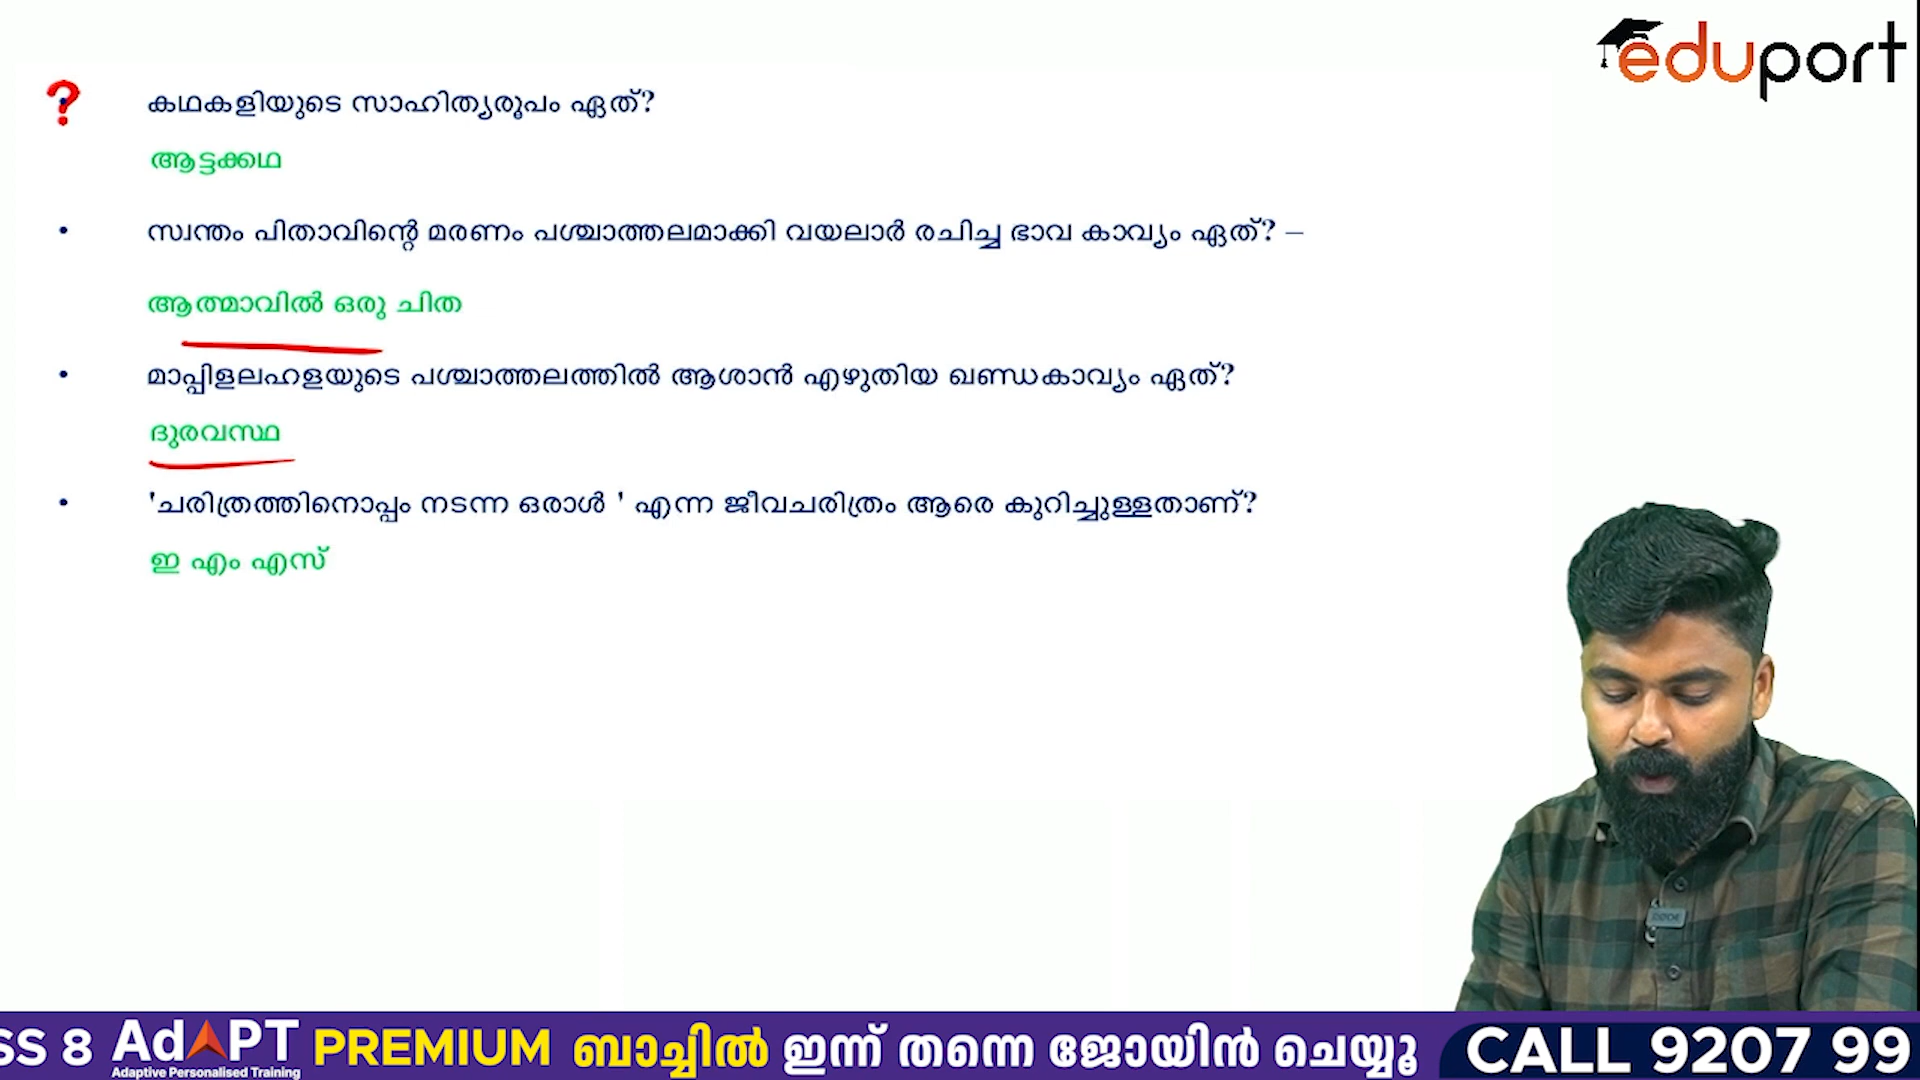 eduport
കഥകളിയുടെ സാഹിത്യരൂപം ഏത്?
ആട്ടക്കഥ
സ്വന്തം പിതാവിന്റെ മരണം പശ്ചാത്തലമാക്കി വയലാർ രചിച്ച ഭാവ കാവ്യം ഏത്? –
ആത്മാവിൽ ഒരു ചിത
മാപ്പിളലഹളയുടെ പശ്ചാത്തലത്തിൽ ആശാൻ എഴുതിയ ഖണ്ഡകാവ്യം ഏത്?
ദുരവസ്ഥ
'ചരിത്രത്തിനൊപ്പം നടന്ന ഒരാൾ ' എന്ന ജീവചരിത്രം ആരെ കുറിച്ചുള്ളതാണ്?
ഇ എം എസ്
SS 8 AdAPT PREMIUM ബാച്ചിൽ ഇന്ന് തന്നെ ജോയിൻ ചെയ്യൂ CALL 9207 99
Adaptive Personalised Training